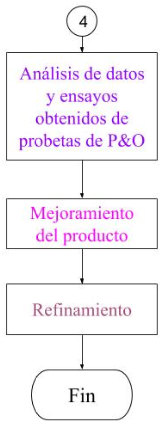 4
Análisis de datos
y ensayos
obtenidos de
probetas de P&O
Mejoramiento
del producto
Refinamiento
Fin